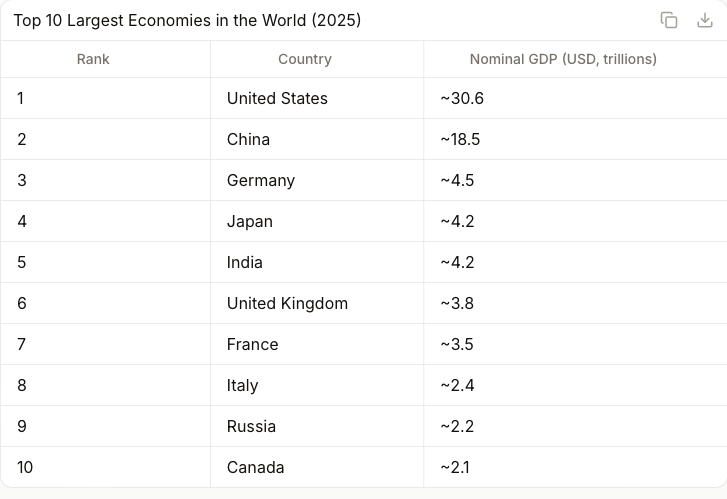 Top 10 Largest Economies in the World (2025)
Rank Country Nominal GDP (USD, trillions)
1 United States ~30.6
2 China ~18.5
3 Germany ~4.5
4 Japan ~4.2
5 India ~4.2
6 United Kingdom ~3.8
7 France ~3.5
8 Italy ~2.4
9 Russia ~2.2
10 Canada ~2.1